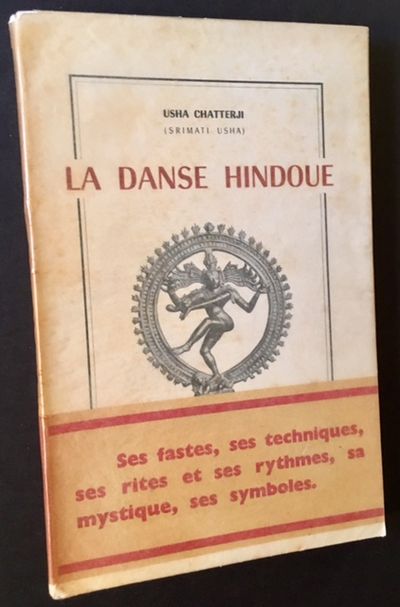 USHA CHATTERJI
(SRIMATI USHA)
LA DANSE HINDOUE
Ses fastes, ses techniques,
ses rites et ses rythmes, sa
mystique, ses symboles.